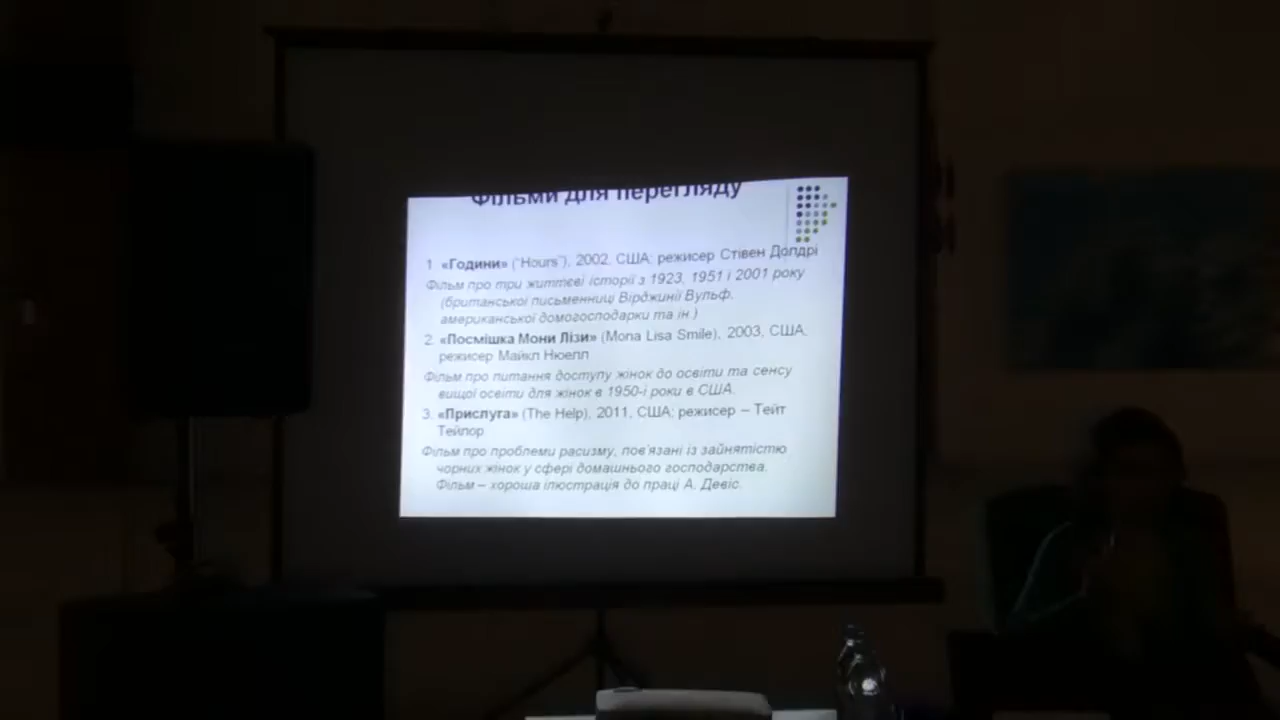 Фільми для перегляду
1. «Години» ("Hours"), 2002, США; режисер Стівен Долдрі
Фільм про три життєві історії з 1923, 1951 і 2001 року
(британської письменниці Вірджинії Вульф,
американської домогосподарки та ін.)
2. «Посмішка Мони Лізи» (Mona Lisa Smile), 2003, США,
режисер Майкл Ньюелл
Фільм про питання доступу жінок до освіти та сенсу
вищої освіти для жінок в 1950-і роки в США.
3. «Прислуга» (The Help), 2011, США; режисер – Тейт
Тейлор
Фільм про проблеми расизму, пов'язані із зайнятістю
чорних жінок у сфері домашнього господарства.
Фільм – хороша ілюстрація до праці А. Девіс.